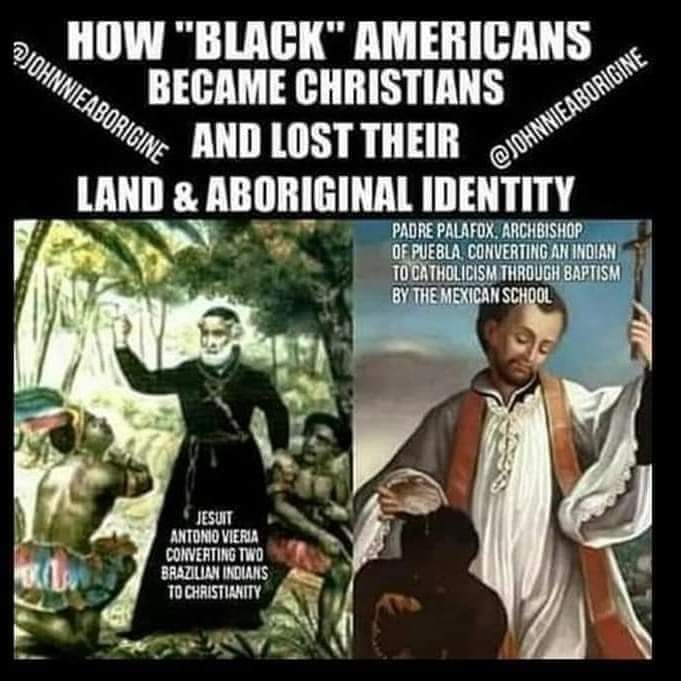 HOW "BLACK" AMERICANS
BECAME CHRISTIANS
AND LOST THEIR
LAND & ABORIGINAL IDENTITY
@JOHNNIEABORIGINE
@JOHNNIEABORIGINE
PADRE PALAFOX, ARCHBISHOP
OF PUEBLA, CONVERTING AN INDIAN
TO CATHOLICISM THROUGH BAPTISM
BY THE MEXICAN SCHOOL
JESUIT
ANTONIO VIERIA
CONVERTING TWO
BRAZILIAN INDIANS
TO CHRISTIANITY